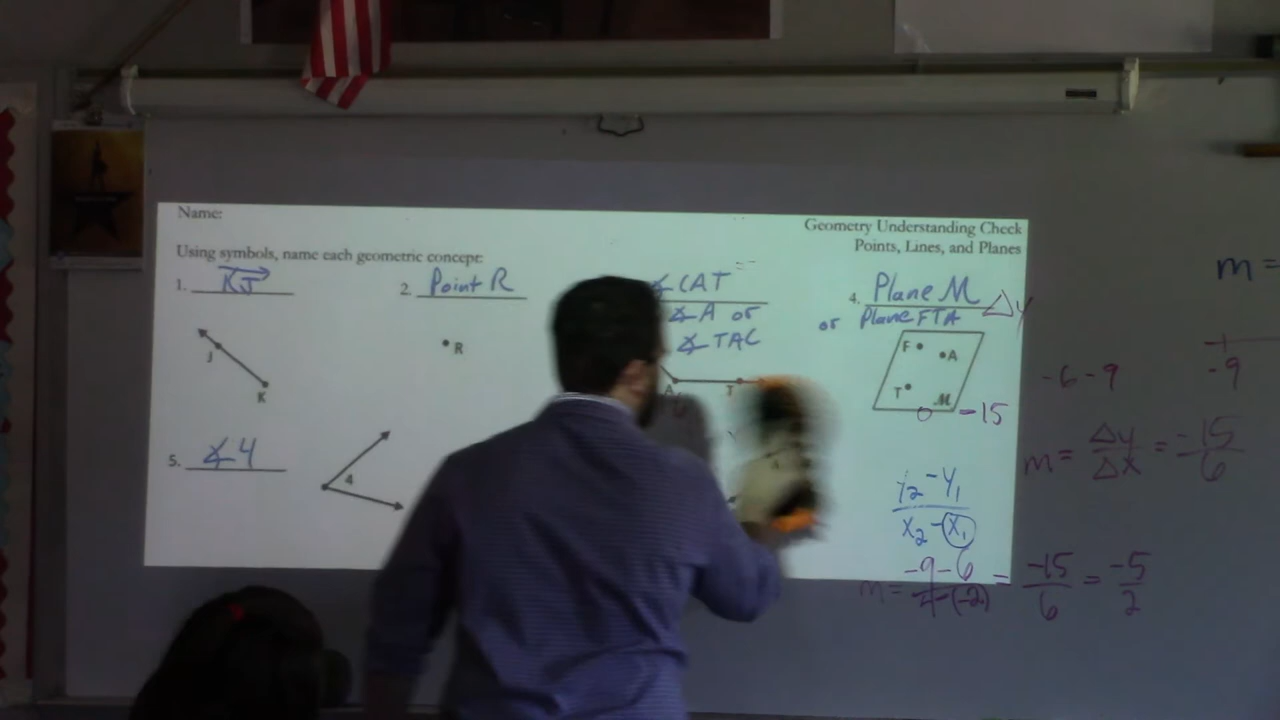 Name:
Geometry Understanding Check
Points, Lines, and Planes
Using symbols, name each geometric concept:
1. KJ
2. Point R
∡CAT
∡A or
∡TAC
4. Plane M
or Plane FTA
Δy
J
K
R
A
T
F
A
T
M
5. ∡4
4
m=
-9
-6-9
0
-15
m = Δy/Δx = -15/6
y₂-y₁
x₂-x₁
m = -9-6/4-(-2) = -15/6 = -5/2